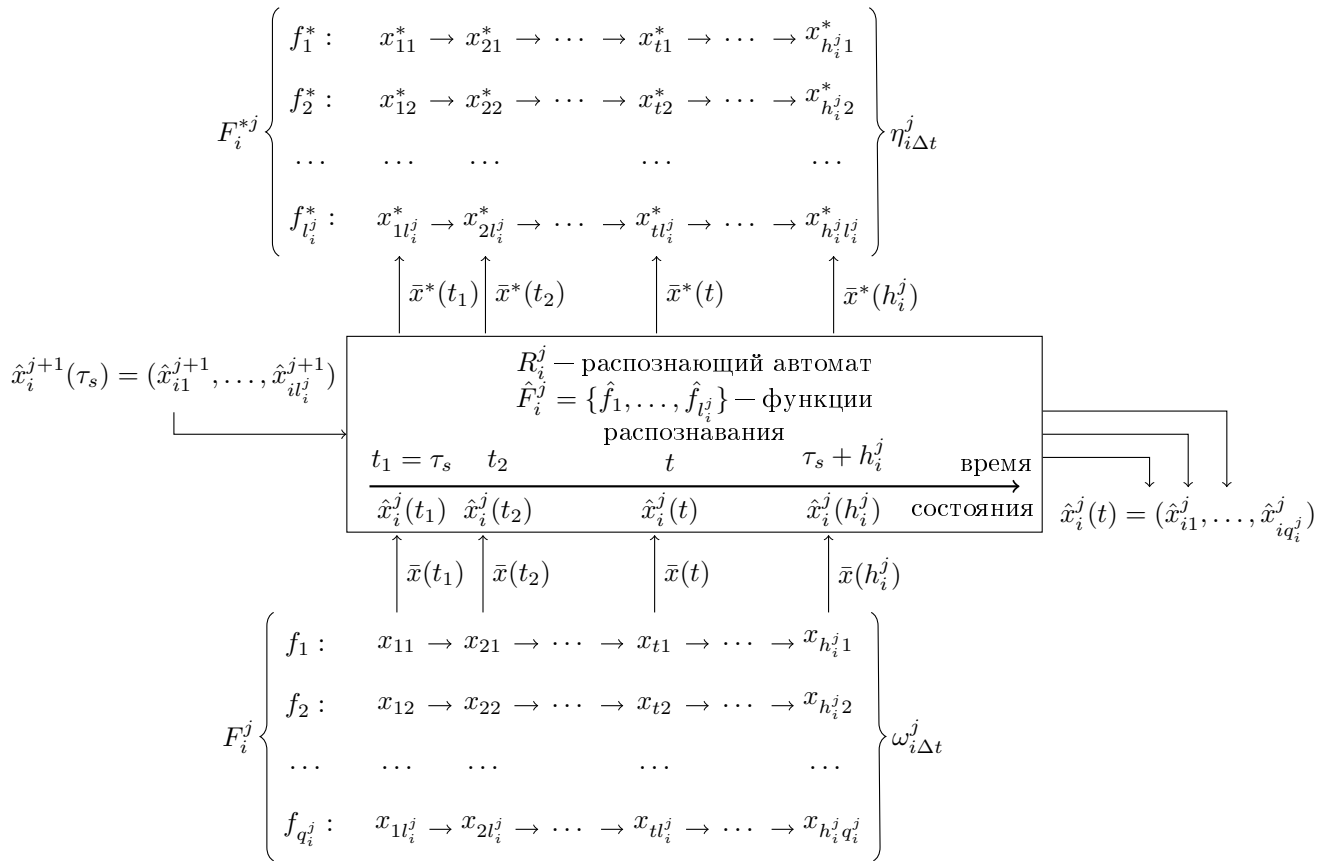 f_1^* : x_{11}^* → x_{21}^* → ⋯ → x_{t1}^* → ⋯ → x_{h_i^j 1}^*
f_2^* : x_{12}^* → x_{22}^* → ⋯ → x_{t2}^* → ⋯ → x_{h_i^j 2}^*
F_i^{*j} η_{iΔt}^j
⋯ ⋯ ⋯ ⋯ ⋯
f_{l_i^j}^* : x_{1l_i^j}^* → x_{2l_i^j}^* → ⋯ → x_{tl_i^j}^* → ⋯ → x_{h_i^j l_i^j}^*
x̄^*(t_1) x̄^*(t_2) x̄^*(t) x̄^*(h_i^j)
x̂_i^{j+1}(τ_s) = (x̂_{i1}^{j+1}, …, x̂_{il_i^j}^{j+1})
R_i^j – распознающий автомат
F̂_i^j = {f̂_1, …, f̂_{l_i^j}} – функции
распознавания
t_1 = τ_s t_2 t τ_s + h_i^j время
x̂_i^j(t_1) x̂_i^j(t_2) x̂_i^j(t) x̂_i^j(h_i^j) состояния
x̂_i^j(t) = (x̂_{i1}^j, …, x̂_{iq_i^j}^j)
x̄(t_1) x̄(t_2) x̄(t) x̄(h_i^j)
f_1 : x_{11} → x_{21} → ⋯ → x_{t1} → ⋯ → x_{h_i^j 1}
f_2 : x_{12} → x_{22} → ⋯ → x_{t2} → ⋯ → x_{h_i^j 2}
F_i^j ω_{iΔt}^j
⋯ ⋯ ⋯ ⋯ ⋯
f_{q_i^j} : x_{1l_i^j} → x_{2l_i^j} → ⋯ → x_{tl_i^j} → ⋯ → x_{h_i^j q_i^j}